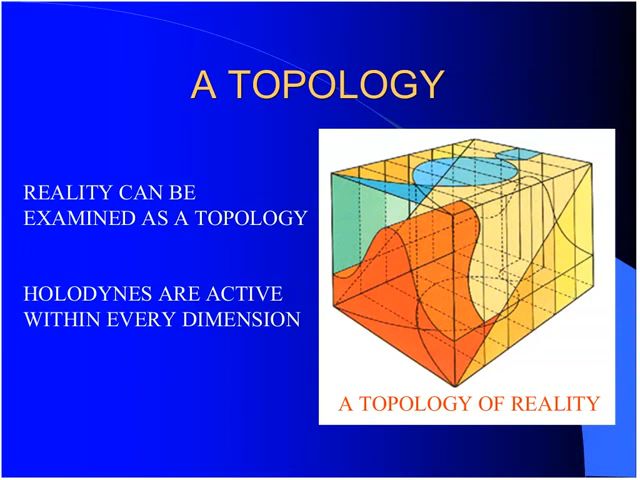 A TOPOLOGY
REALITY CAN BE
EXAMINED AS A TOPOLOGY
HOLODYNES ARE ACTIVE
WITHIN EVERY DIMENSION
A TOPOLOGY OF REALITY